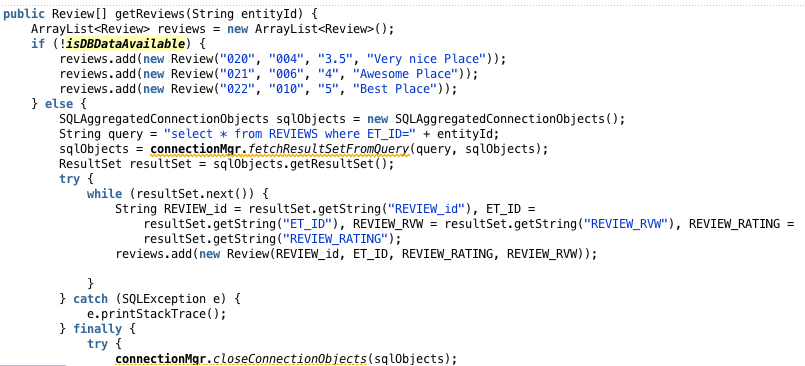 public Review[] getReviews(String entityId) {
    ArrayList<Review> reviews = new ArrayList<Review>();
    if (!isDBDataAvailable) {
        reviews.add(new Review("020", "004", "3.5", "Very nice Place"));
        reviews.add(new Review("021", "006", "4", "Awesome Place"));
        reviews.add(new Review("022", "010", "5", "Best Place"));
    } else {
        SQLAggregatedConnectionObjects sqlObjects = new SQLAggregatedConnectionObjects();
        String query = "select * from REVIEWS where ET_ID=" + entityId;
        sqlObjects = connectionMgr.fetchResultSetFromQuery(query, sqlObjects);
        ResultSet resultSet = sqlObjects.getResultSet();
        try {
            while (resultSet.next()) {
                String REVIEW_id = resultSet.getString("REVIEW_id"), ET_ID =
                    resultSet.getString("ET_ID"), REVIEW_RVW = resultSet.getString("REVIEW_RVW"), REVIEW_RATING =
                    resultSet.getString("REVIEW_RATING");
                reviews.add(new Review(REVIEW_id, ET_ID, REVIEW_RATING, REVIEW_RVW));
            }
        } catch (SQLException e) {
            e.printStackTrace();
        } finally {
            try {
                connectionMgr.closeConnectionObjects(sqlObjects);